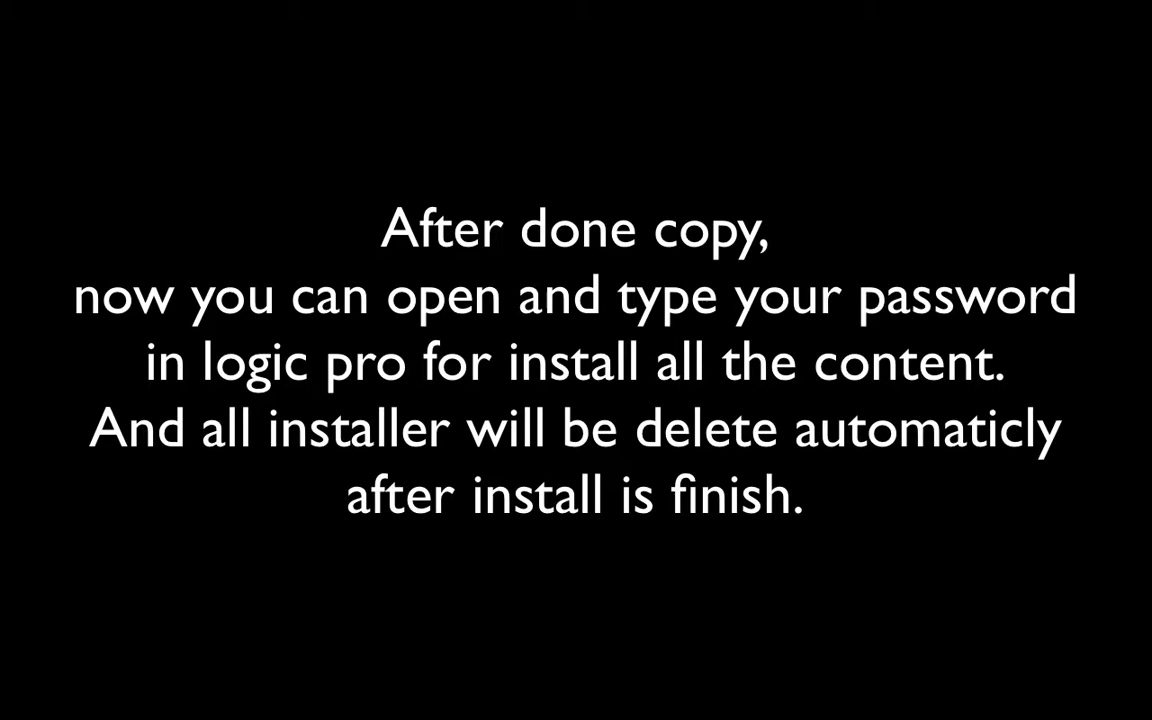 After done copy,
now you can open and type your password
in logic pro for install all the content.
And all installer will be delete automaticly
after install is finish.